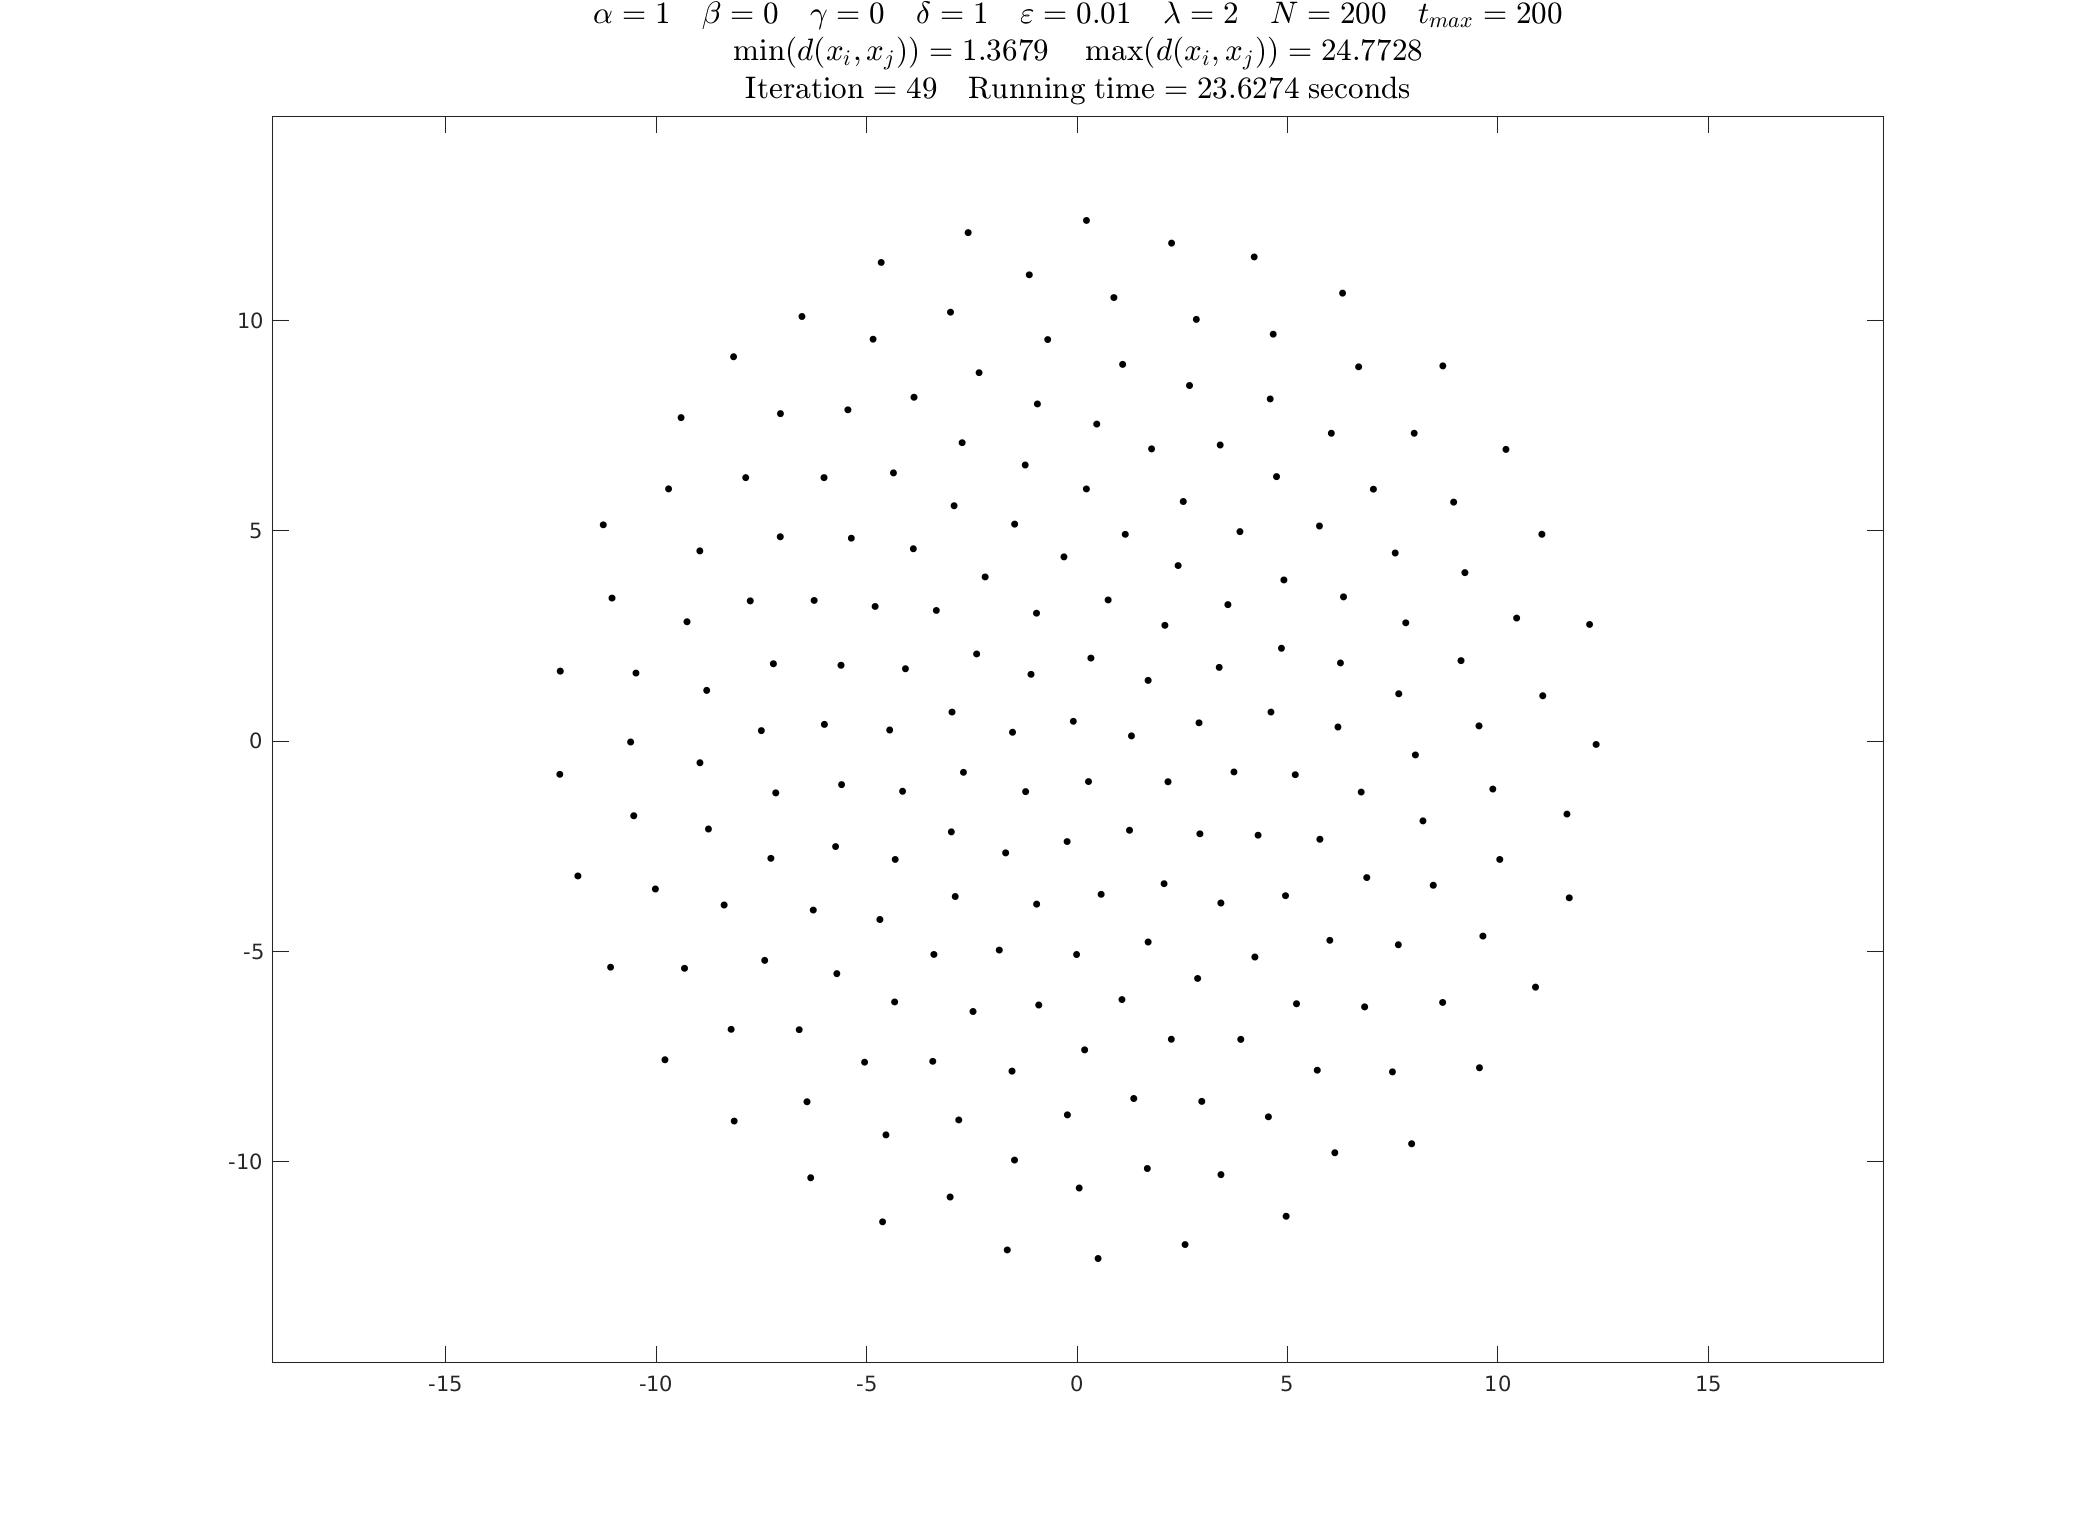 α = 1 β = 0 γ = 0 δ = 1 ε = 0.01 λ = 2 N = 200 t_max = 200
min(d(x_i, x_j)) = 1.3679 max(d(x_i, x_j)) = 24.7728
Iteration = 49 Running time = 23.6274 seconds
10
5
0
-5
-10
-15 -10 -5 0 5 10 15